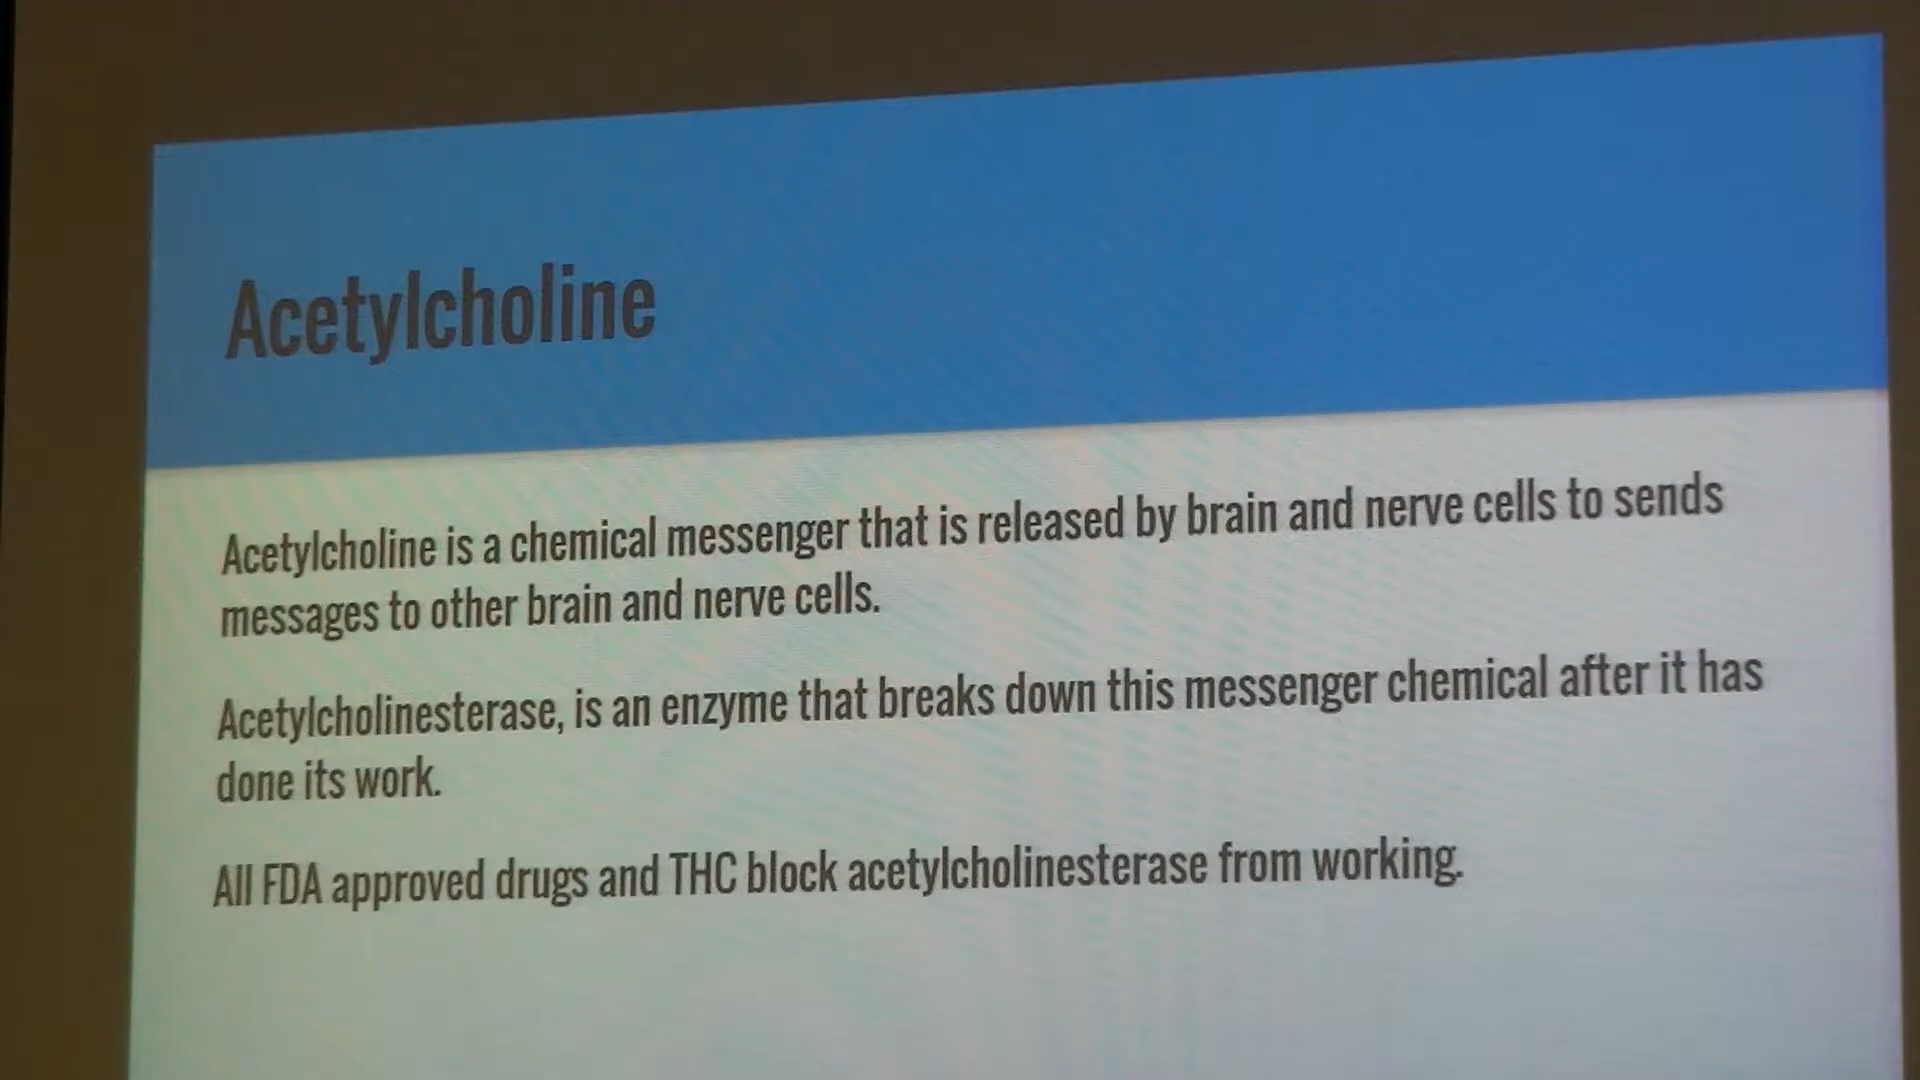 Acetylcholine
Acetylcholine is a chemical messenger that is released by brain and nerve cells to sends
messages to other brain and nerve cells.
Acetylcholinesterase, is an enzyme that breaks down this messenger chemical after it has
done its work.
All FDA approved drugs and THC block acetylcholinesterase from working.